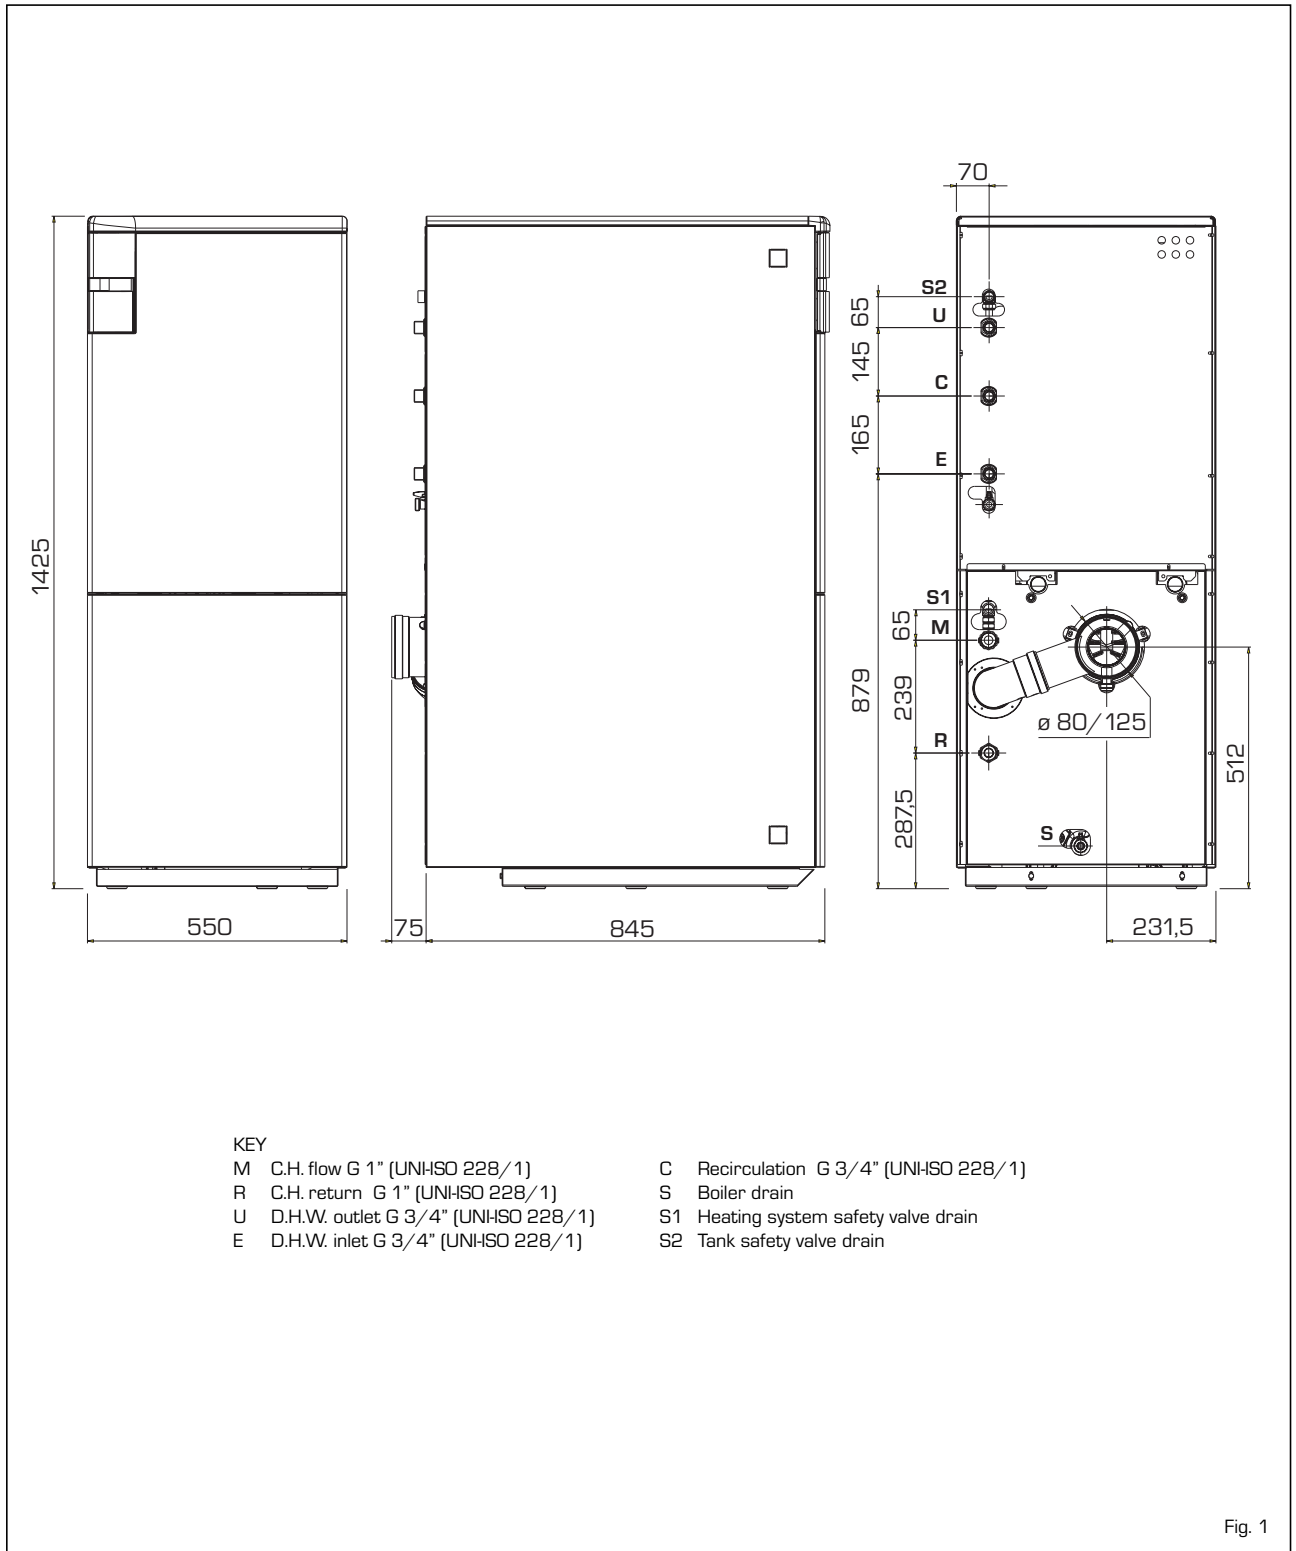 70
S2
65
U
145
C
165
E
1425
S1
65
M
879
239
ø 80/125
R
512
287,5
S
550
75
845
231,5
KEY
M C.H. flow G 1” (UNI-ISO 228/1)
R C.H. return G 1” (UNI-ISO 228/1)
U D.H.W. outlet G 3/4” (UNI-ISO 228/1)
E D.H.W. inlet G 3/4” (UNI-ISO 228/1)
C Recirculation G 3/4” (UNI-ISO 228/1)
S Boiler drain
S1 Heating system safety valve drain
S2 Tank safety valve drain
Fig. 1